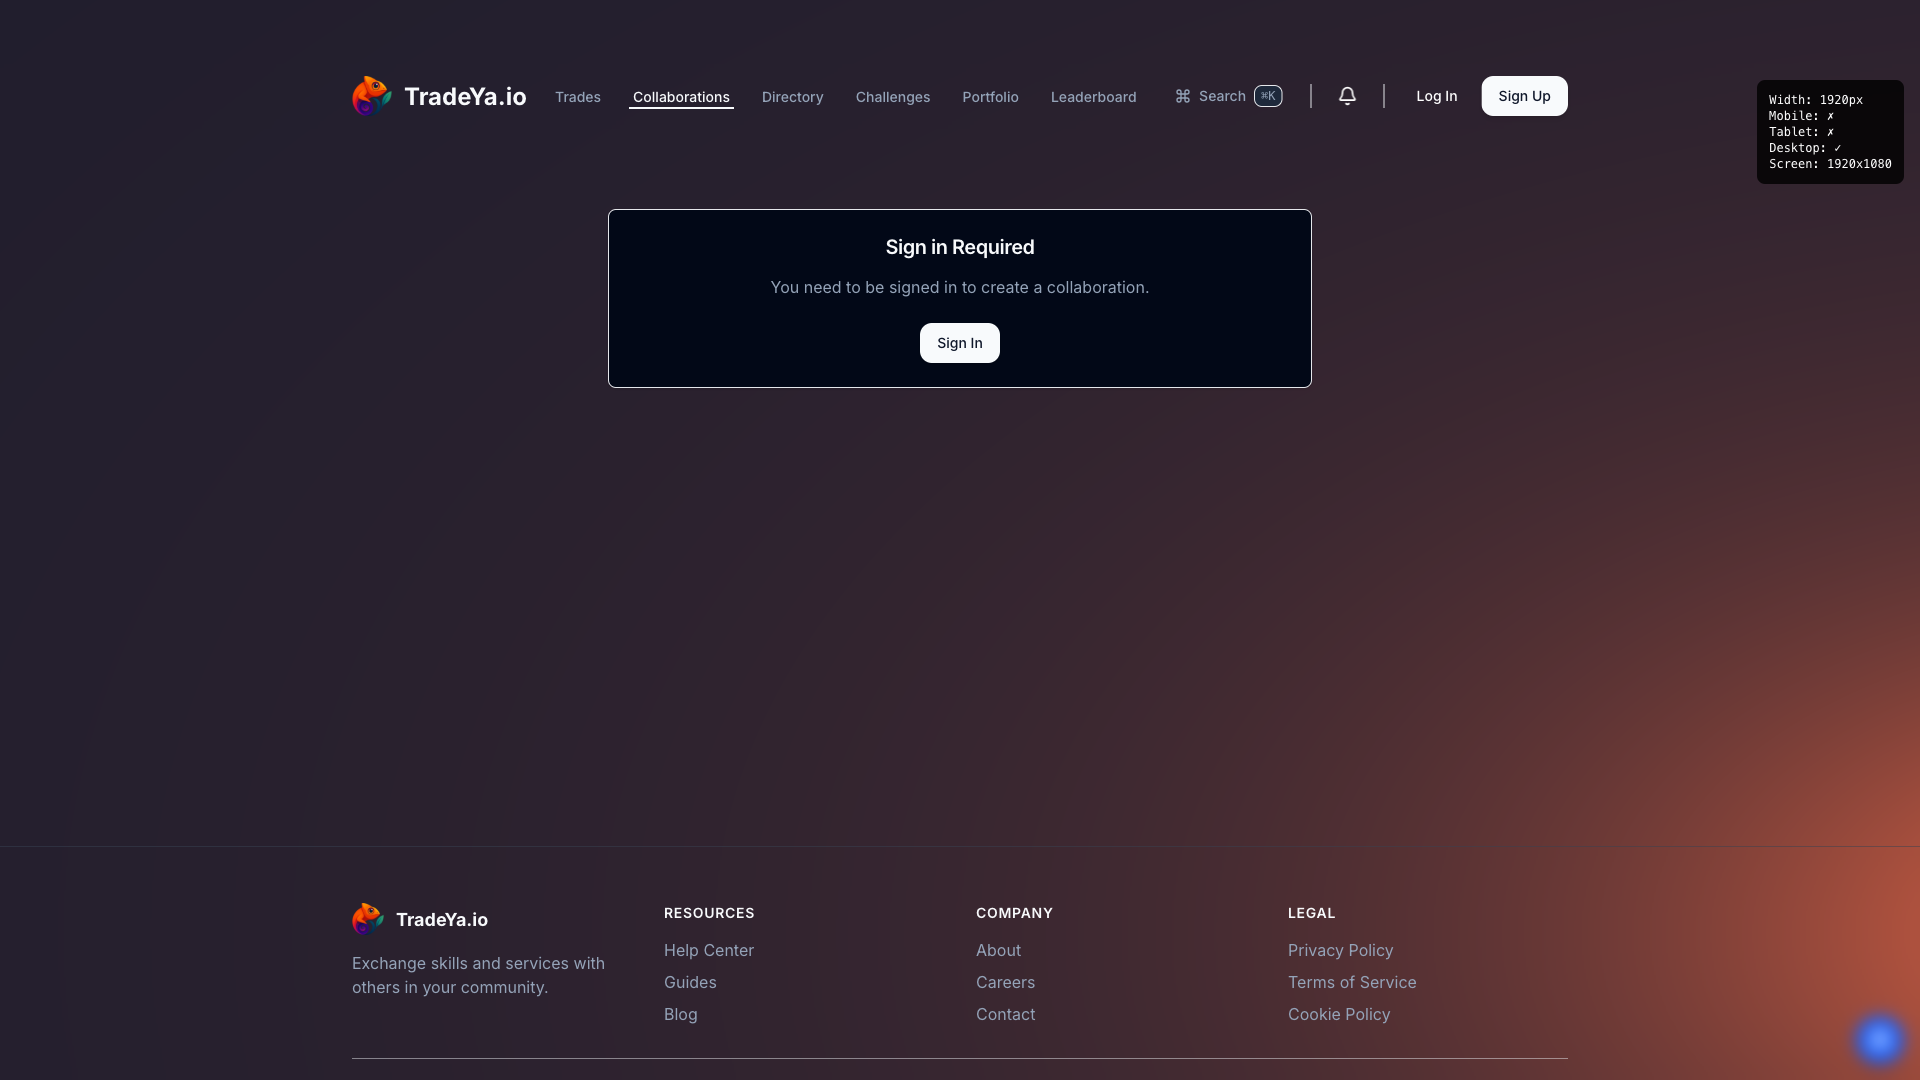 TradeYa.io
Trades
Collaborations
Directory
Challenges
Portfolio
Leaderboard
⌘ Search ⌘K
Log In
Sign Up
Width: 1920px
Mobile: ✗
Tablet: ✗
Desktop: ✓
Screen: 1920x1080
Sign in Required
You need to be signed in to create a collaboration.
Sign In
TradeYa.io
Exchange skills and services with
others in your community.
RESOURCES
Help Center
Guides
Blog
COMPANY
About
Careers
Contact
LEGAL
Privacy Policy
Terms of Service
Cookie Policy